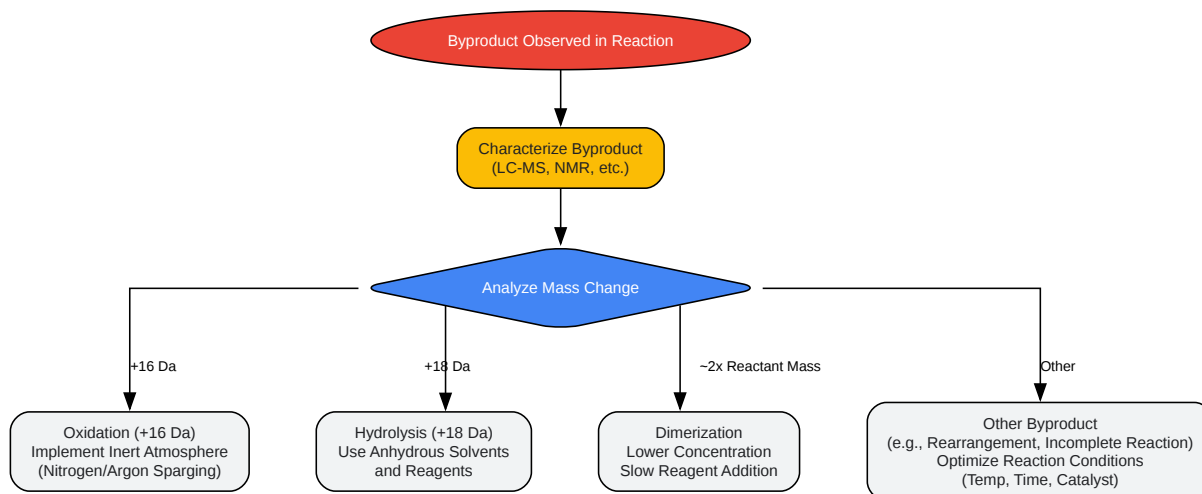 Byproduct Observed in Reaction
Characterize Byproduct
(LC-MS, NMR, etc.)
Analyze Mass Change
+16 Da
+18 Da
~2x Reactant Mass
Other
Oxidation (+16 Da)
Implement Inert Atmosphere
(Nitrogen/Argon Sparging)
Hydrolysis (+18 Da)
Use Anhydrous Solvents
and Reagents
Dimerization
Lower Concentration
Slow Reagent Addition
Other Byproduct
(e.g., Rearrangement, Incomplete Reaction)
Optimize Reaction Conditions
(Temp, Time, Catalyst)